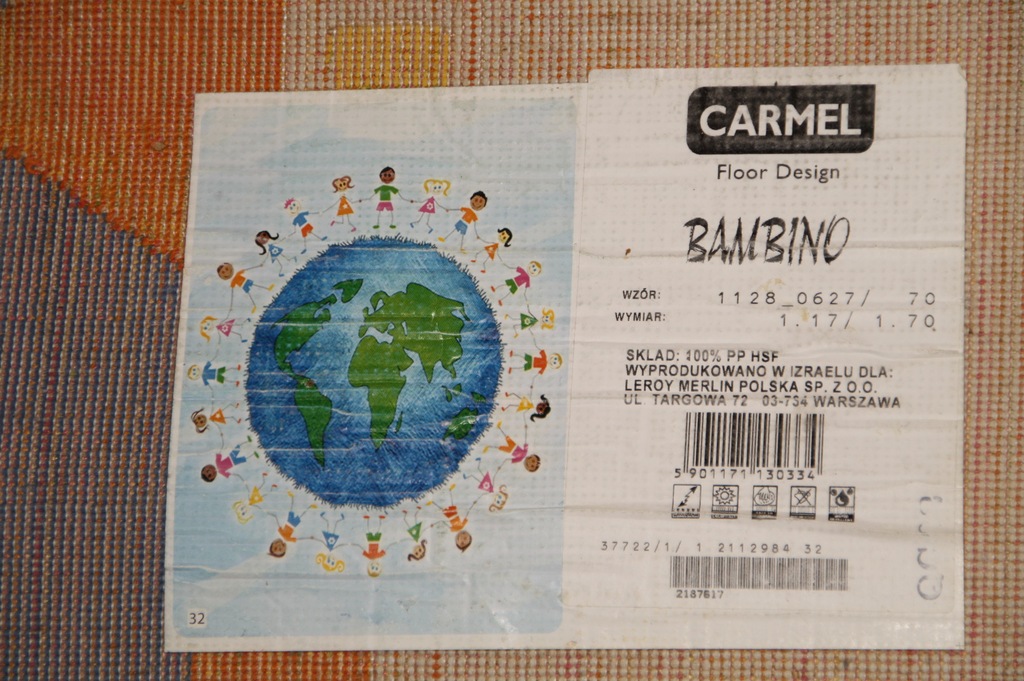 CARMEL
Floor Design
BAMBINO
WZÓR: 1128_0627/ 70
WYMIAR: 1.17/ 1.70
SKŁAD: 100% PP HSF
WYPRODUKOWANO W IZRAELU DLA:
LEROY MERLIN POLSKA SP. Z O.O.
UL. TARGOWA 72 03-734 WARSZAWA
5 901171 130334
37722/1/ 1 2112984 32
2187617
32